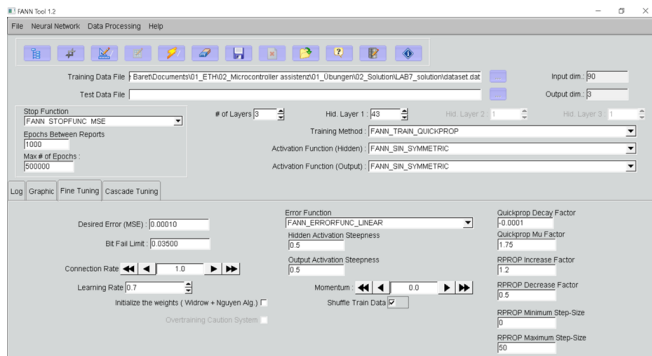 FANN Tool 1.2
File Neural Network Data Processing Help
Training Data File Baret\Documents\01_ETH\02_Microcontroller assistenz\01_Übungen\02_Solution\LAB7_solution\dataset.dat Input dim.: 90
Test Data File Output dim.: 3
Stop Function
FANN_STOPFUNC_MSE
# of Layers 3 Hid. Layer 1: 43 Hid. Layer 2: 1 Hid. Layer 3: 1
Epochs Between Reports
1000
Training Method: FANN_TRAIN_QUICKPROP
Max # of Epochs:
500000
Activation Function (Hidden): FANN_SIN_SYMMETRIC
Activation Function (Output): FANN_SIN_SYMMETRIC
Log Graphic Fine Tuning Cascade Tuning
Desired Error (MSE): 0.00010
Bit Fail Limit: 0.03500
Connection Rate 1.0
Learning Rate 0.7
Initialize the weights ( Widrow + Nguyen Alg )
Overtraining Caution System
Error Function
FANN_ERRORFUNC_LINEAR
Hidden Activation Steepness
0.5
Output Activation Steepness
0.5
Momentum: 0.0
Shuffle Train Data
Quickprop Decay Factor
-0.0001
Quickprop Mu Factor
1.75
RPROP Increase Factor
1.2
RPROP Decrease Factor
0.5
RPROP Minimum Step-Size
0
RPROP Maximum Step-Size
50